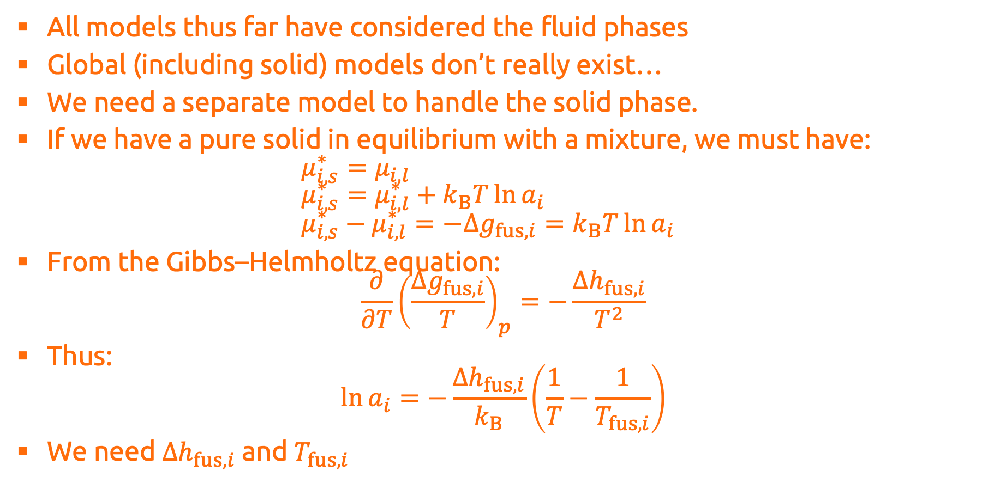 ▪ All models thus far have considered the fluid phases
▪ Global (including solid) models don’t really exist…
▪ We need a separate model to handle the solid phase.
▪ If we have a pure solid in equilibrium with a mixture, we must have:
$\mu_{i,s}^{*} = \mu_{i,l}$
$\mu_{i,s}^{*} = \mu_{i,l}^{*} + k_{\mathrm{B}}T \ln a_i$
$\mu_{i,s}^{*} - \mu_{i,l}^{*} = -\Delta g_{\mathrm{fus},i} = k_{\mathrm{B}}T \ln a_i$
▪ From the Gibbs–Helmholtz equation:
$\frac{\partial}{\partial T}\left(\frac{\Delta g_{\mathrm{fus},i}}{T}\right)_p = -\frac{\Delta h_{\mathrm{fus},i}}{T^2}$
▪ Thus:
$\ln a_i = -\frac{\Delta h_{\mathrm{fus},i}}{k_{\mathrm{B}}}\left(\frac{1}{T} - \frac{1}{T_{\mathrm{fus},i}}\right)$
▪ We need $\Delta h_{\mathrm{fus},i}$ and $T_{\mathrm{fus},i}$